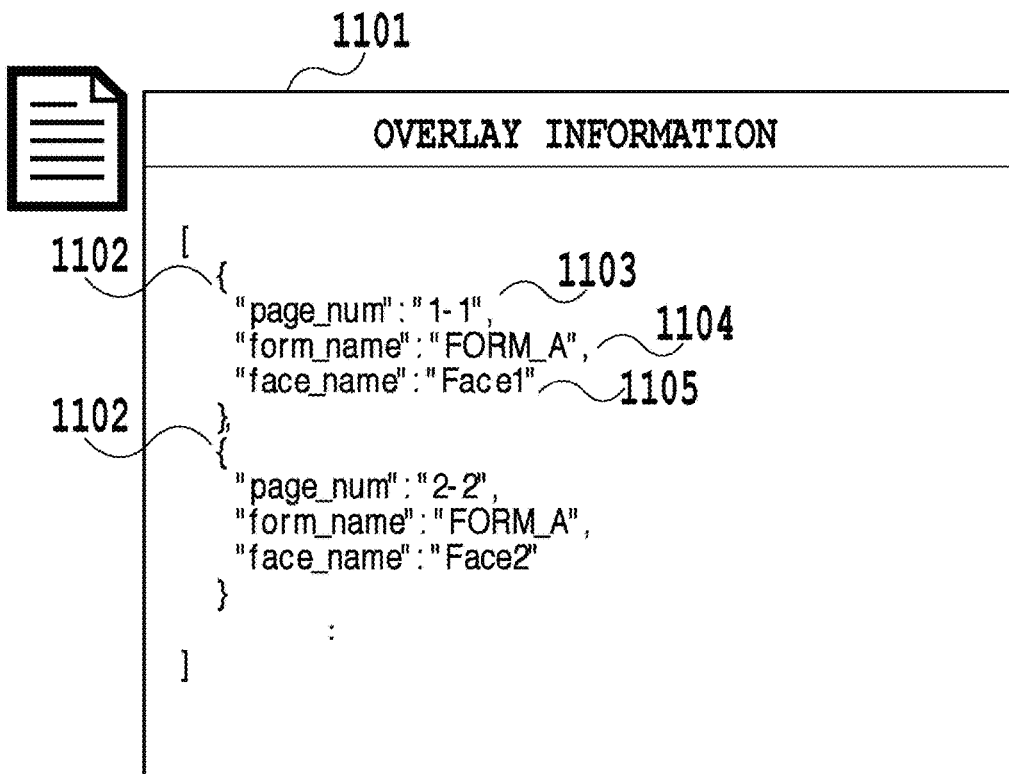 1101
OVERLAY INFORMATION
[
1102
{
1103
"page_num":"1-1",
1104
"form_name":"FORM_A",
"face_name":"Face1"
1105
1102
},
{
"page_num":"2-2",
"form_name":"FORM_A",
"face_name":"Face2"
}
:
]